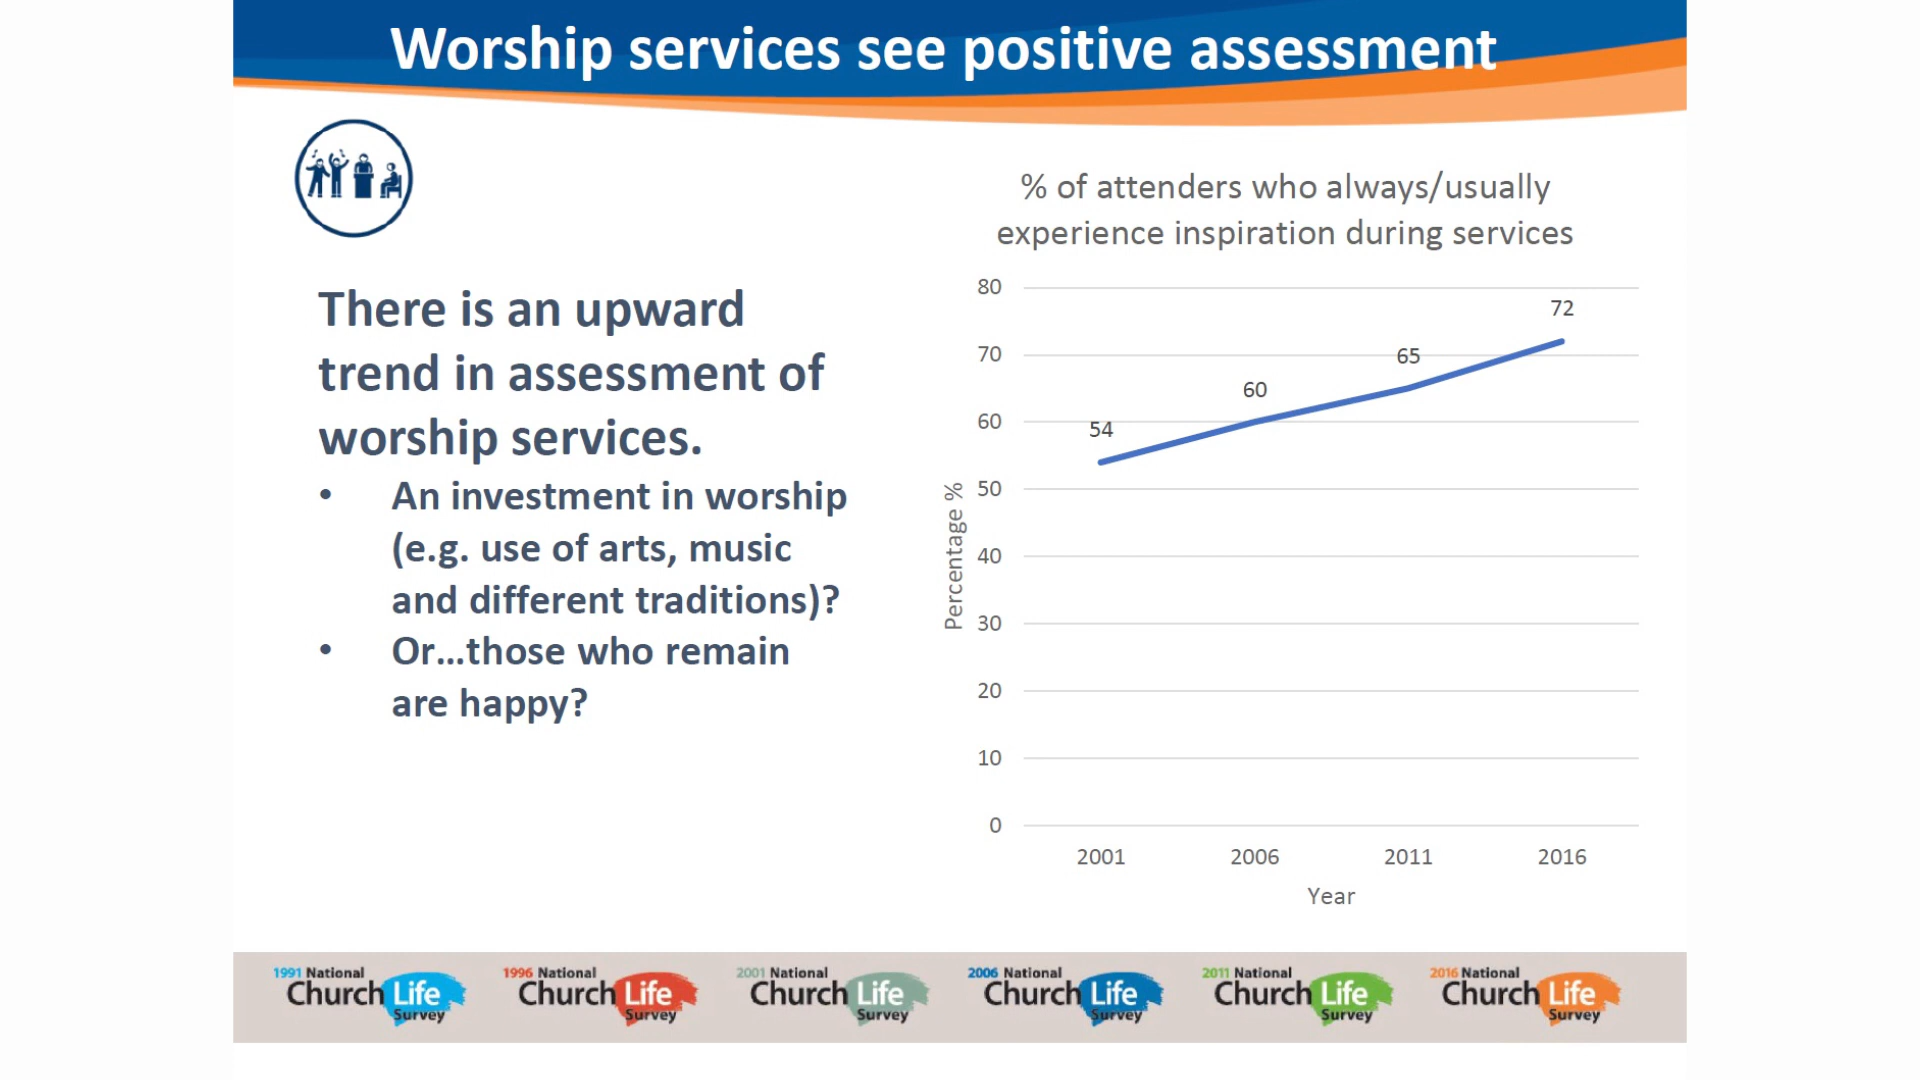 Worship services see positive assessment
There is an upward
trend in assessment of
worship services.
• An investment in worship
(e.g. use of arts, music
and different traditions)?
• Or...those who remain
are happy?
% of attenders who always/usually
experience inspiration during services
80
70
60
50
40
30
20
10
0
Percentage %
54
60
65
72
2001
2006
2011
2016
Year
1991 National
Church Life
Survey
1996 National
Church Life
Survey
2001 National
Church Life
Survey
2006 National
Church Life
Survey
2011 National
Church Life
Survey
2016 National
Church Life
Survey